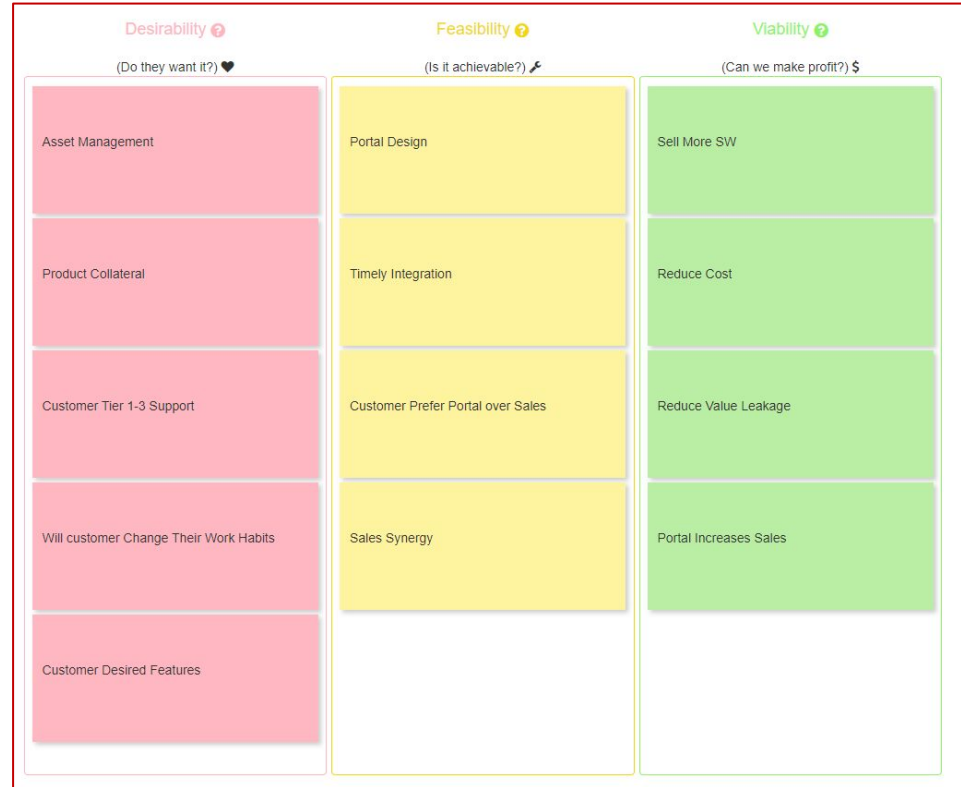 Desirability ?
(Do they want it?)
Asset Management
Product Collateral
Customer Tier 1-3 Support
Will customer Change Their Work Habits
Customer Desired Features
Feasibility ?
(Is it achievable?)
Portal Design
Timely Integration
Customer Prefer Portal over Sales
Sales Synergy
Viability ?
(Can we make profit?) $
Sell More SW
Reduce Cost
Reduce Value Leakage
Portal Increases Sales